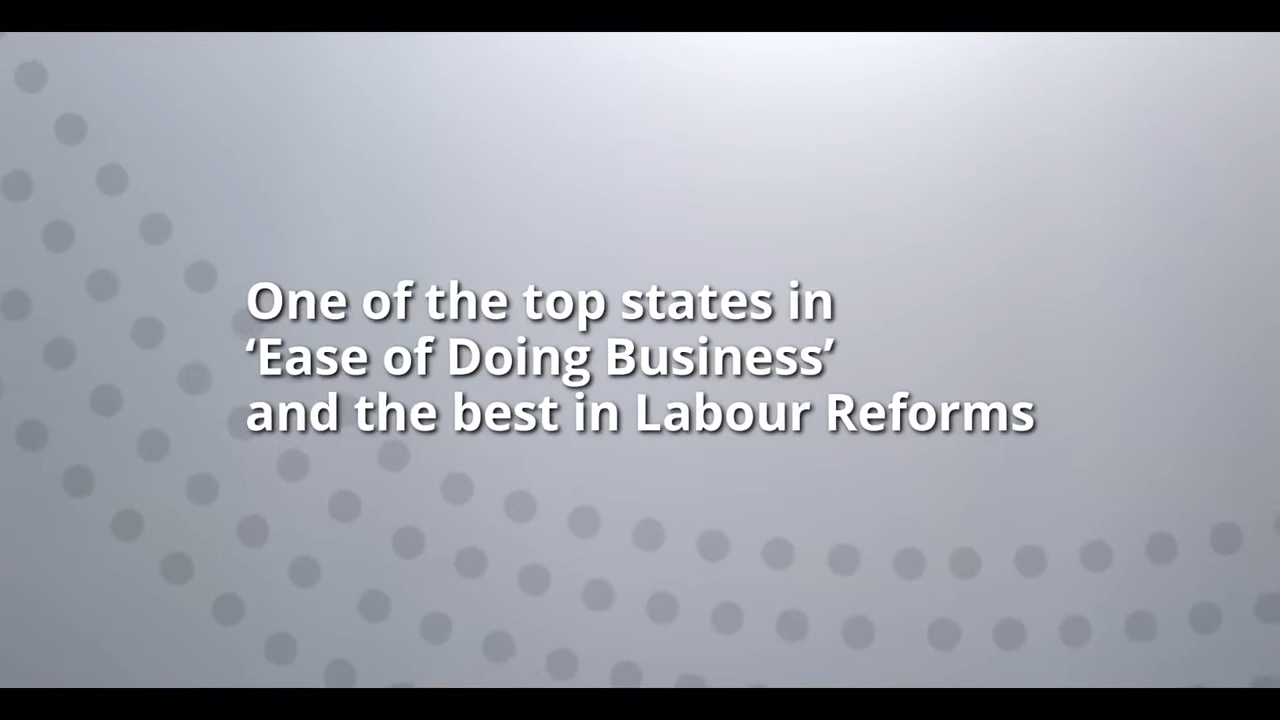 One of the top states in
‘Ease of Doing Business’
and the best in Labour Reforms